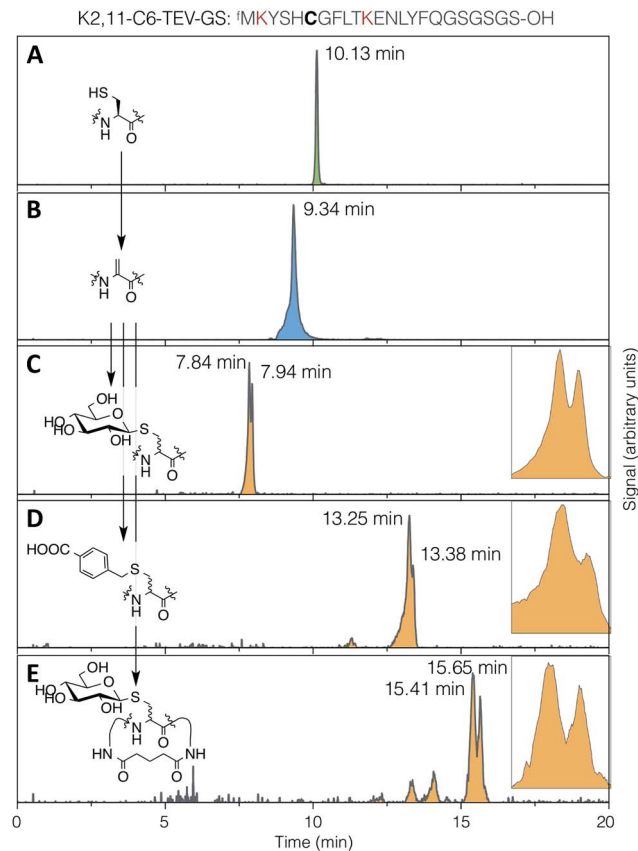 K2,11-C6-TEV-GS: ᶠMKYSHCGFLTKENLYFQGSGSGS-OH
A
10.13 min
HS
N
H
O
B
9.34 min
N
H
O
C
7.84 min
7.94 min
OH
HO
HO
O
OH
S
N
H
O
D
13.25 min
13.38 min
HOOC
S
N
H
O
E
15.65 min
15.41 min
OH
HO
HO
O
OH
S
N
H
O
HN
NH
O
O
Signal (arbitrary units)
0 5 10 15 20
Time (min)